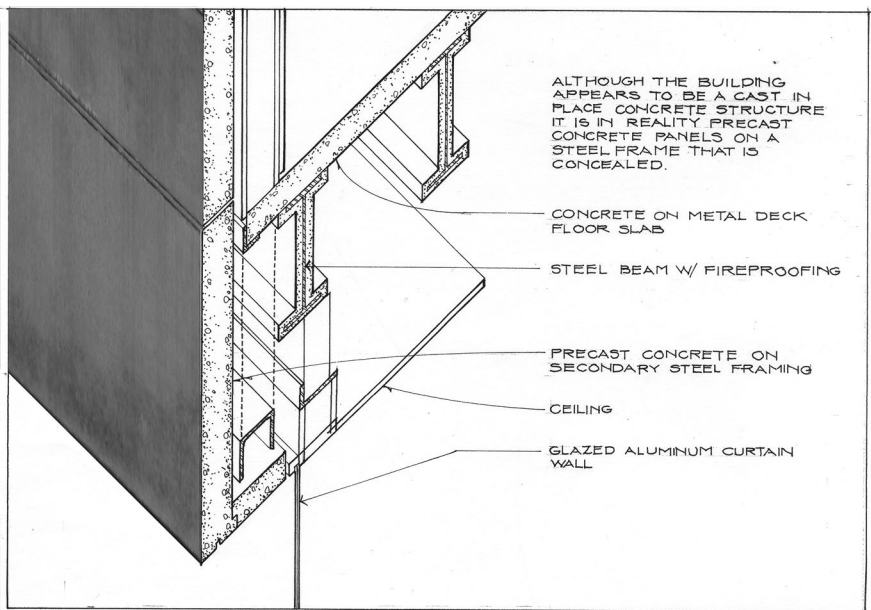 ALTHOUGH THE BUILDING
APPEARS TO BE A CAST IN
PLACE CONCRETE STRUCTURE
IT IS IN REALITY PRECAST
CONCRETE PANELS ON A
STEEL FRAME THAT IS
CONCEALED.
CONCRETE ON METAL DECK
FLOOR SLAB
STEEL BEAM W/ FIREPROOFING
PRECAST CONCRETE ON
SECONDARY STEEL FRAMING
CEILING
GLAZED ALUMINUM CURTAIN
WALL